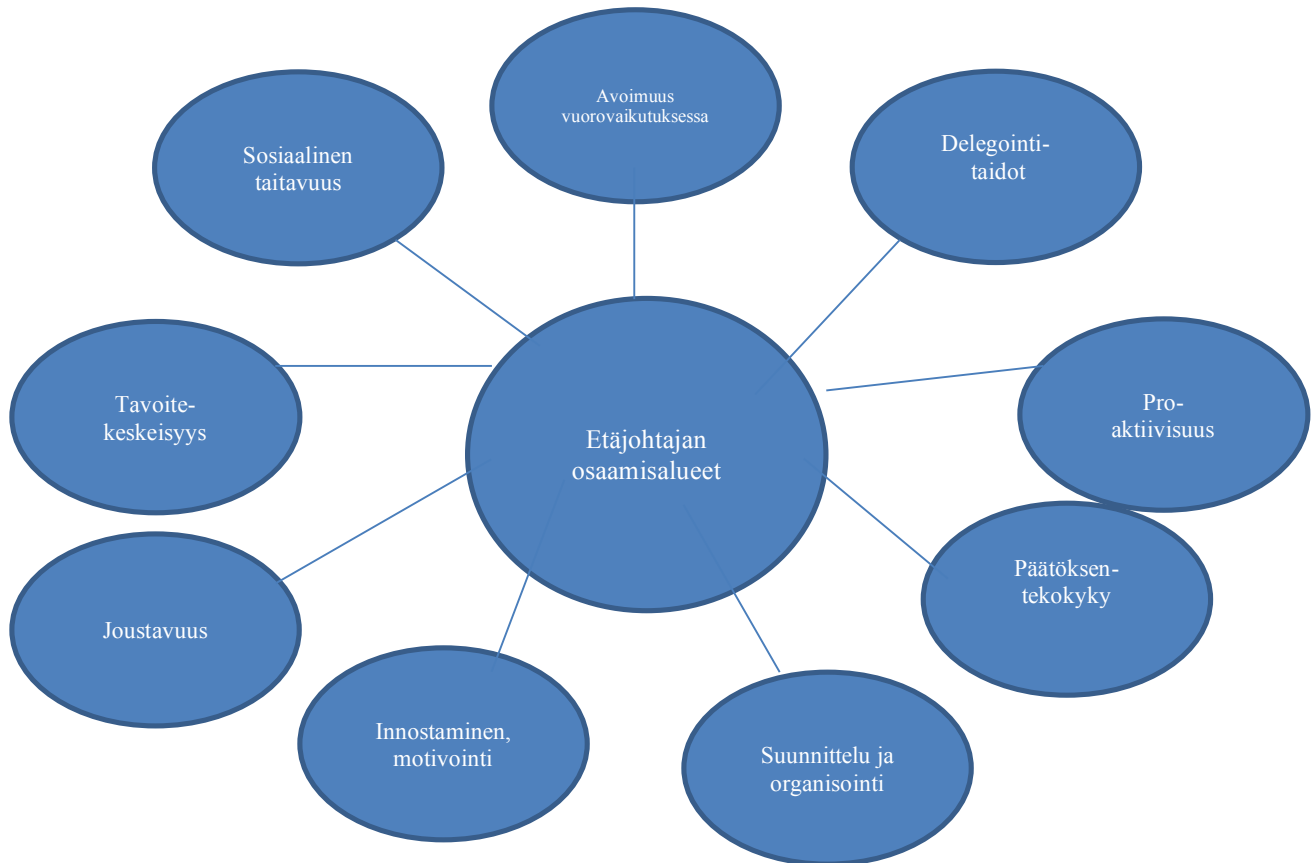 Avoimuus
vuorovaikutuksessa
Sosiaalinen
taitavuus
Delegointi-
taidot
Tavoite-
keskeisyys
Etäjohtajan
osaamisalueet
Pro-
aktiivisuus
Päätöksen-
tekokyky
Joustavuus
Innostaminen,
motivointi
Suunnittelu ja
organisointi